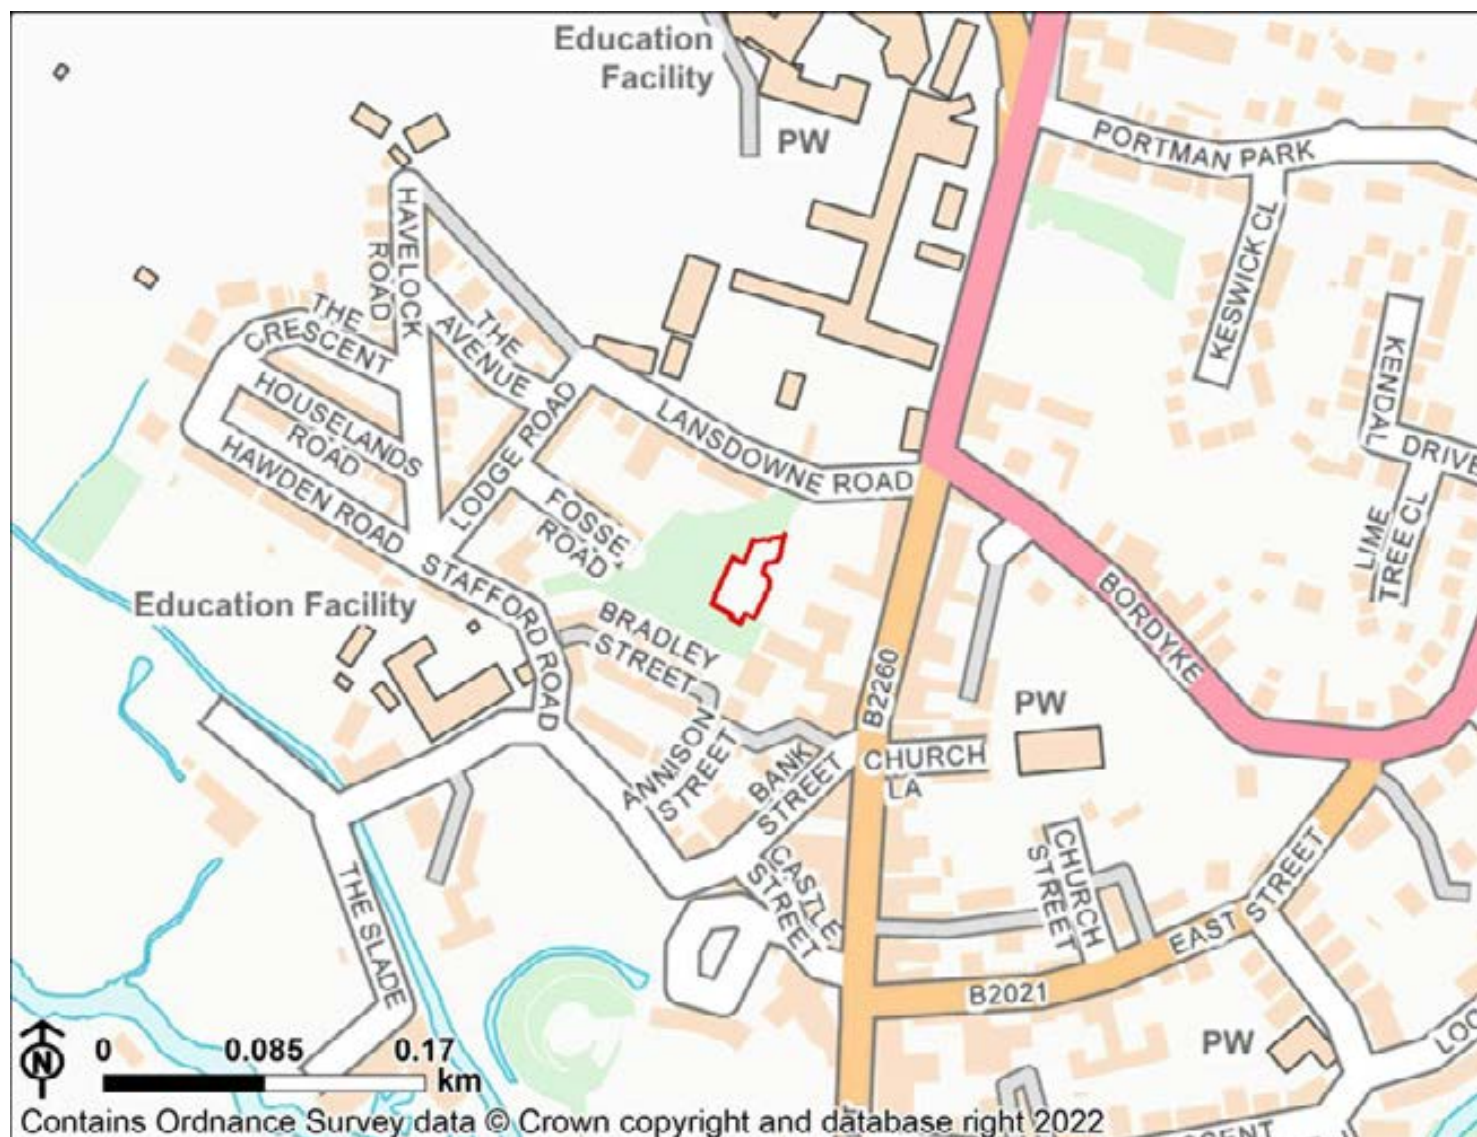 Education
Facility
PW
PORTMAN PARK
HAVELOCK
ROAD
KESWICK CL
THE
CRESCENT
THE
AVENUE
KENDAL
DRIVE
HOUSELANDS
ROAD
LANSDOWNE ROAD
HAWDEN ROAD
LODGE ROAD
FOSSE
ROAD
LIME
TREE CL
STAFFORD ROAD
Education Facility
BRADLEY
STREET
BORDYKE
B2260
PW
ANNISON
STREET
BANK
STREET
CHURCH
LA
THE SLADE
CASTLE
STREET
CHURCH
STREET
EAST STREET
B2021
PW
LOC
CENT
N
0 0.085 0.17
km
Contains Ordnance Survey data © Crown copyright and database right 2022